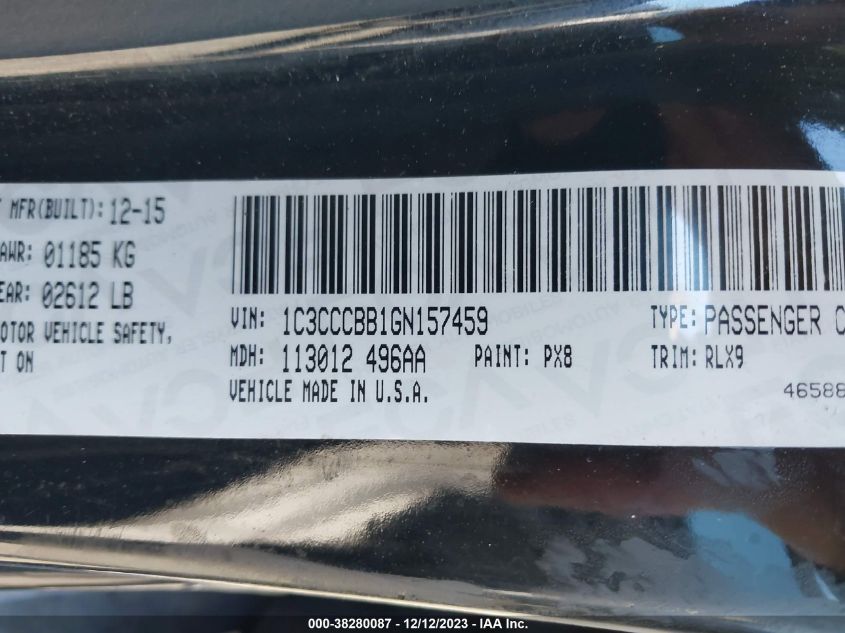 MFR(BUILT): 12-15
AWR: 01185 KG
EAR: 02612 LB
OTOR VEHICLE SAFETY,
T ON
VIN: 1C3CCCBB1GN157459
TYPE: PASSENGER C
MDH: 113012 496AA
PAINT: PX8
TRIM: RLX9
VEHICLE MADE IN U.S.A.
46588
000-38280087 - 12/12/2023 - IAA Inc.